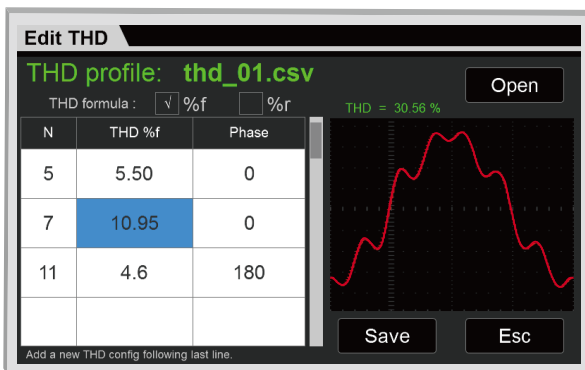 Edit THD
THD profile: thd_01.csv
Open
THD formula : √ %f %r
THD = 30.56 %
N THD %f Phase
5 5.50 0
7 10.95 0
11 4.6 180
Save Esc
Add a new THD config following last line.